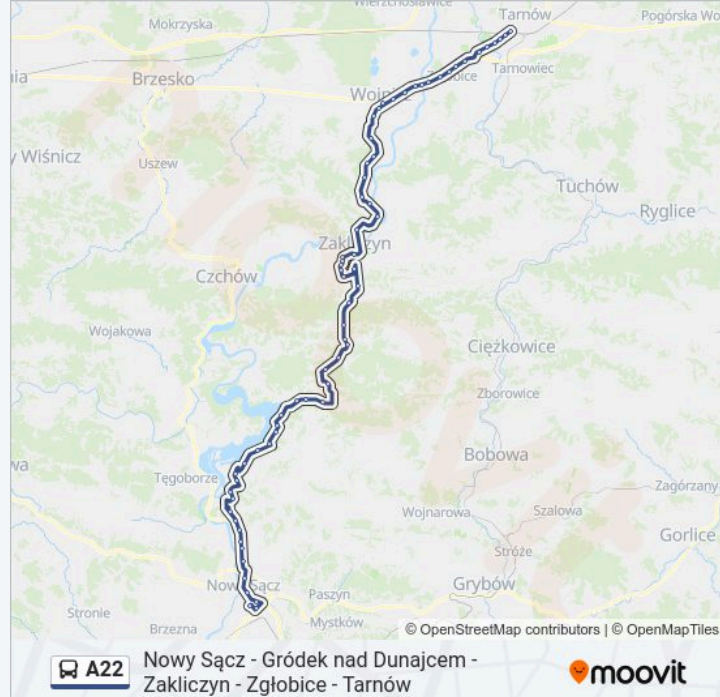 Wierzchosławice
Tarnów
Mokrzyska
Pogórska Wo
Brzesko
Tarnowiec
y Wiśnicz
Uszew
Tuchów
Ryglice
Zakliczyn
Czchów
Wojakowa
Ciężkowice
Zborowice
Bobowa
Tęgoborze
Zagórzany
Wojnarowa
Szalowa
Gorlice
Stróże
Grybów
Nowy Sącz
Paszyn
Stronie
Mystków
Brzezna
© OpenStreetMap contributors | © OpenMapTiles
A22
Nowy Sącz - Gródek nad Dunajcem -
Zakliczyn - Zgłobice - Tarnów
moovit